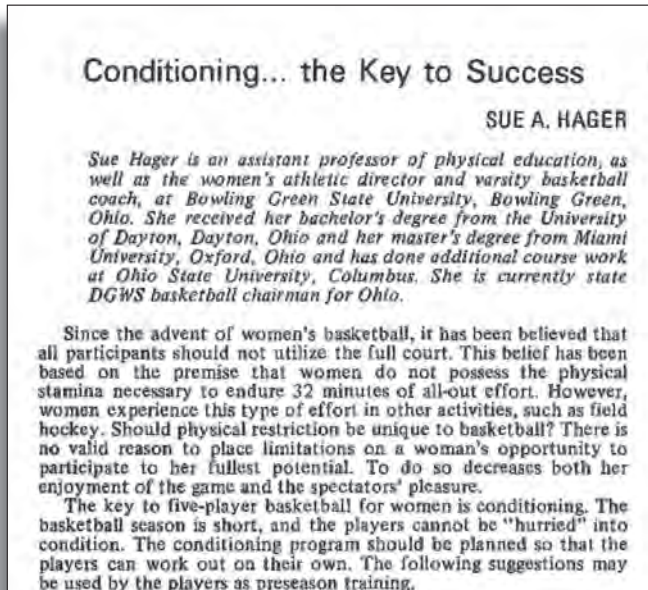 Conditioning... the Key to Success
SUE A. HAGER
Sue Hager is an assistant professor of physical education, as
well as the women's athletic director and varsity basketball
coach, at Bowling Green State University, Bowling Green,
Ohio. She received her bachelor's degree from the University
of Dayton, Dayton, Ohio and her master's degree from Miami
University, Oxford, Ohio and has done additional course work
at Ohio State University, Columbus. She is currently state
DGWS basketball chairman for Ohio.
Since the advent of women's basketball, it has been believed that
all participants should not utilize the full court. This belief has been
based on the premise that women do not possess the physical
stamina necessary to endure 32 minutes of all-out effort. However,
women experience this type of effort in other activities, such as field
hockey. Should physical restriction be unique to basketball? There is
no valid reason to place limitations on a woman's opportunity to
participate to her fullest potential. To do so decreases both her
enjoyment of the game and the spectators' pleasure.
The key to five-player basketball for women is conditioning. The
basketball season is short, and the players cannot be "hurried" into
condition. The conditioning program should be planned so that the
players can work out on their own. The following suggestions may
be used by the players as preseason training.